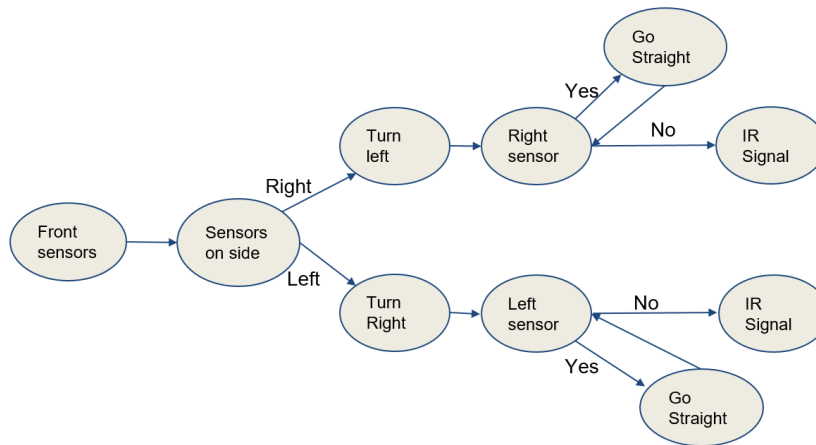 Go
Straight
Yes
Turn
left
Right
sensor
No
IR
Signal
Right
Front
sensors
Sensors
on side
Left
Turn
Right
Left
sensor
No
IR
Signal
Yes
Go
Straight